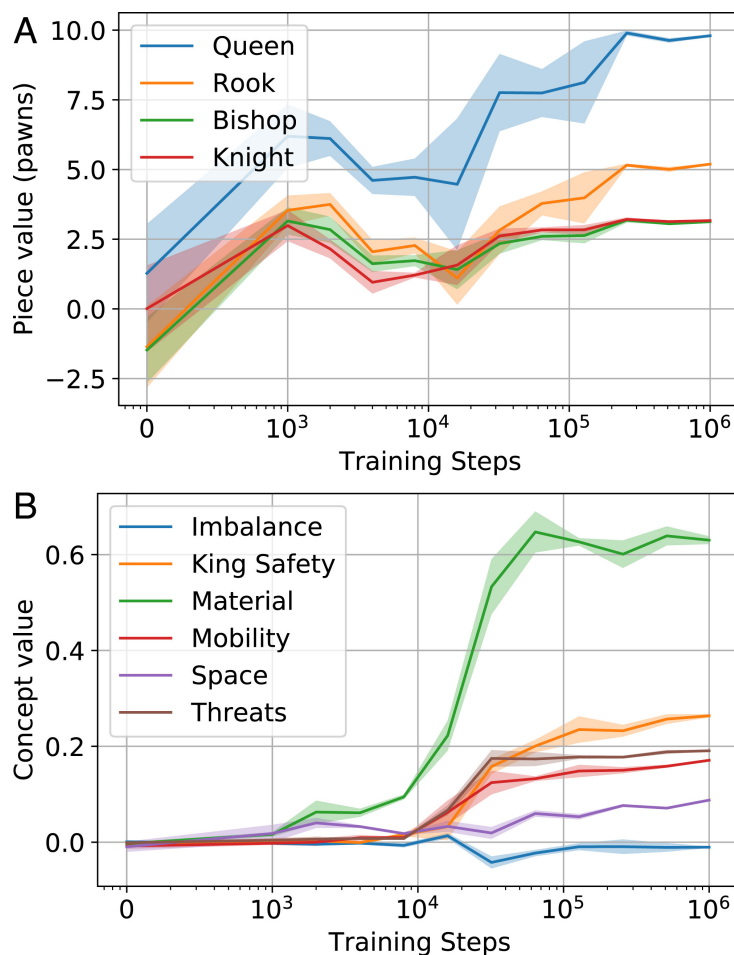 A
10.0
7.5
5.0
2.5
0.0
−2.5
Piece value (pawns)
Queen
Rook
Bishop
Knight
0
10³
10⁴
10⁵
10⁶
Training Steps
B
0.6
0.4
0.2
0.0
Concept value
Imbalance
King Safety
Material
Mobility
Space
Threats
0
10³
10⁴
10⁵
10⁶
Training Steps